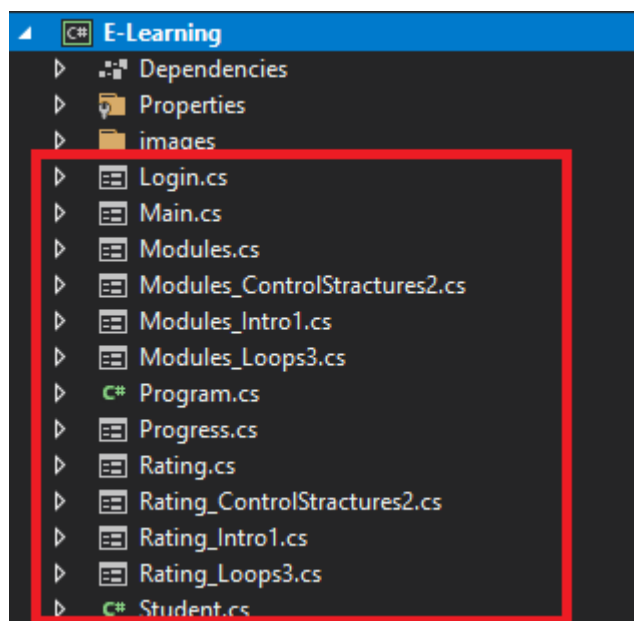 C# E-Learning
Dependencies
Properties
images
Login.cs
Main.cs
Modules.cs
Modules_ControlStractures2.cs
Modules_Intro1.cs
Modules_Loops3.cs
C# Program.cs
Progress.cs
Rating.cs
Rating_ControlStractures2.cs
Rating_Intro1.cs
Rating_Loops3.cs
C# Student.cs